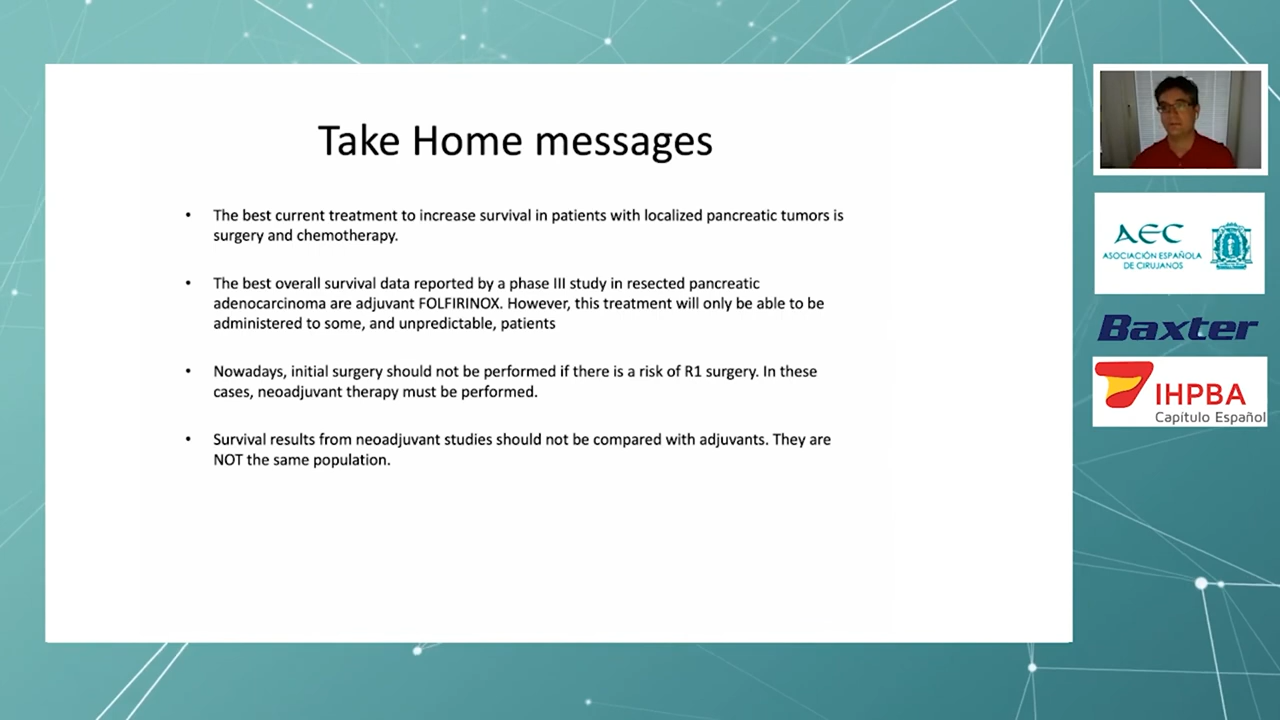 Take Home messages
• The best current treatment to increase survival in patients with localized pancreatic tumors is
surgery and chemotherapy.
• The best overall survival data reported by a phase III study in resected pancreatic
adenocarcinoma are adjuvant FOLFIRINOX. However, this treatment will only be able to be
administered to some, and unpredictable, patients
• Nowadays, initial surgery should not be performed if there is a risk of R1 surgery. In these
cases, neoadjuvant therapy must be performed.
• Survival results from neoadjuvant studies should not be compared with adjuvants. They are
NOT the same population.
AEC
ASOCIACIÓN ESPAÑOLA
DE CIRUJANOS
Baxter
IHPBA
Capítulo Español